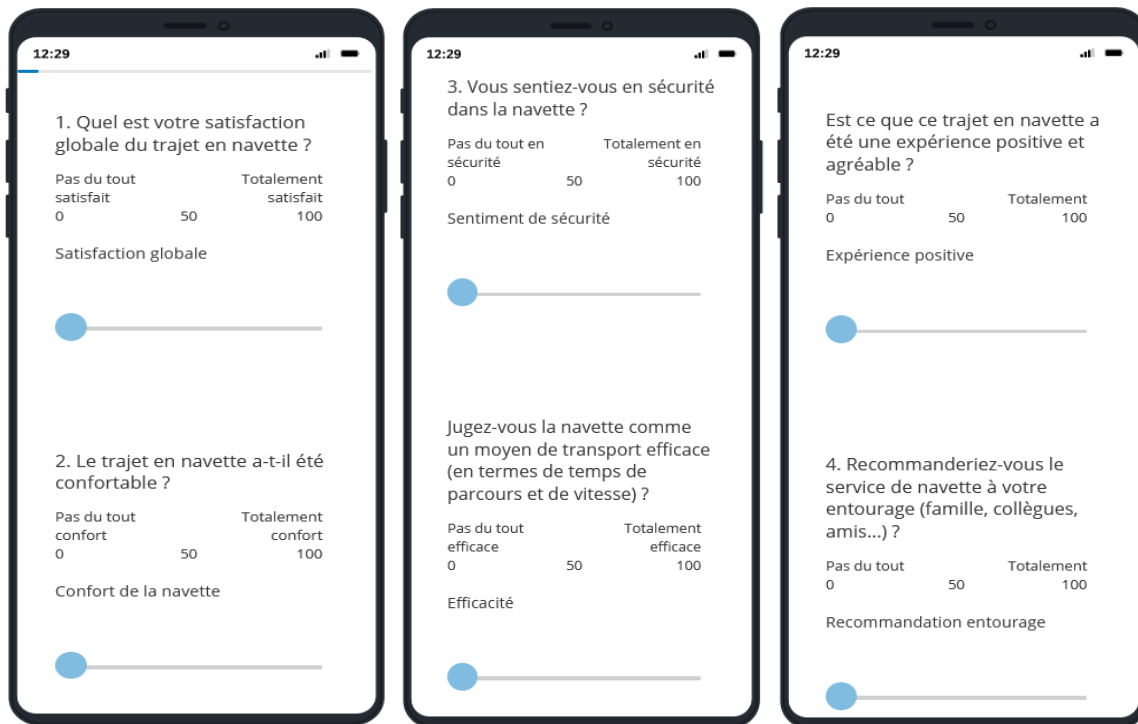 12:29
1. Quel est votre satisfaction
globale du trajet en navette ?
Pas du tout Totalement
satisfait satisfait
0 50 100
Satisfaction globale
2. Le trajet en navette a-t-il été
confortable ?
Pas du tout Totalement
confort confort
0 50 100
Confort de la navette
12:29
3. Vous sentiez-vous en sécurité
dans la navette ?
Pas du tout en Totalement en
sécurité sécurité
0 50 100
Sentiment de sécurité
Jugez-vous la navette comme
un moyen de transport efficace
(en termes de temps de
parcours et de vitesse) ?
Pas du tout Totalement
efficace efficace
0 50 100
Efficacité
12:29
Est ce que ce trajet en navette a
été une expérience positive et
agréable ?
Pas du tout Totalement
0 50 100
Expérience positive
4. Recommanderiez-vous le
service de navette à votre
entourage (famille, collègues,
amis...) ?
Pas du tout Totalement
0 50 100
Recommandation entourage